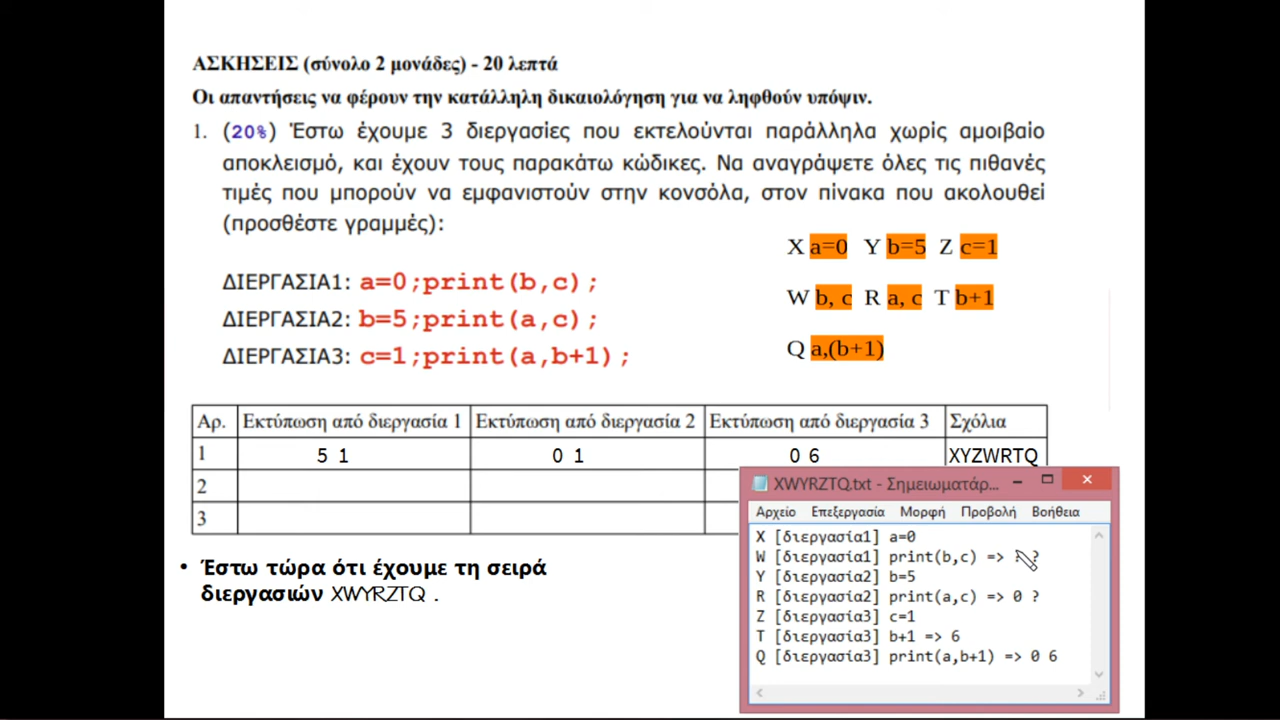 ΑΣΚΗΣΕΙΣ (σύνολο 2 μονάδες) - 20 λεπτά
Οι απαντήσεις να φέρουν την κατάλληλη δικαιολόγηση για να ληφθούν υπόψιν.
1. (20%) Έστω έχουμε 3 διεργασίες που εκτελούνται παράλληλα χωρίς αμοιβαίο
αποκλεισμό, και έχουν τους παρακάτω κώδικες. Να αναγράψετε όλες τις πιθανές
τιμές που μπορούν να εμφανιστούν στην κονσόλα, στον πίνακα που ακολουθεί
(προσθέστε γραμμές):
ΔΙΕΡΓΑΣΙΑ1: a=0;print(b,c);
ΔΙΕΡΓΑΣΙΑ2: b=5;print(a,c);
ΔΙΕΡΓΑΣΙΑ3: c=1;print(a,b+1);
X a=0 Y b=5 Z c=1
W b, c R a, c T b+1
Q a,(b+1)
Αρ. Εκτύπωση από διεργασία 1 Εκτύπωση από διεργασία 2 Εκτύπωση από διεργασία 3 Σχόλια
1 5 1 0 1 0 6 XYZWRTQ
2
3
• Έστω τώρα ότι έχουμε τη σειρά
διεργασιών XWYRZTQ .
XWYRZTQ.txt - Σημειωματάρ...
Αρχείο Επεξεργασία Μορφή Προβολή Βοήθεια
X [διεργασία1] a=0
W [διεργασία1] print(b,c) => ? ?
Y [διεργασία2] b=5
R [διεργασία2] print(a,c) => 0 ?
Z [διεργασία3] c=1
T [διεργασία3] b+1 => 6
Q [διεργασία3] print(a,b+1) => 0 6